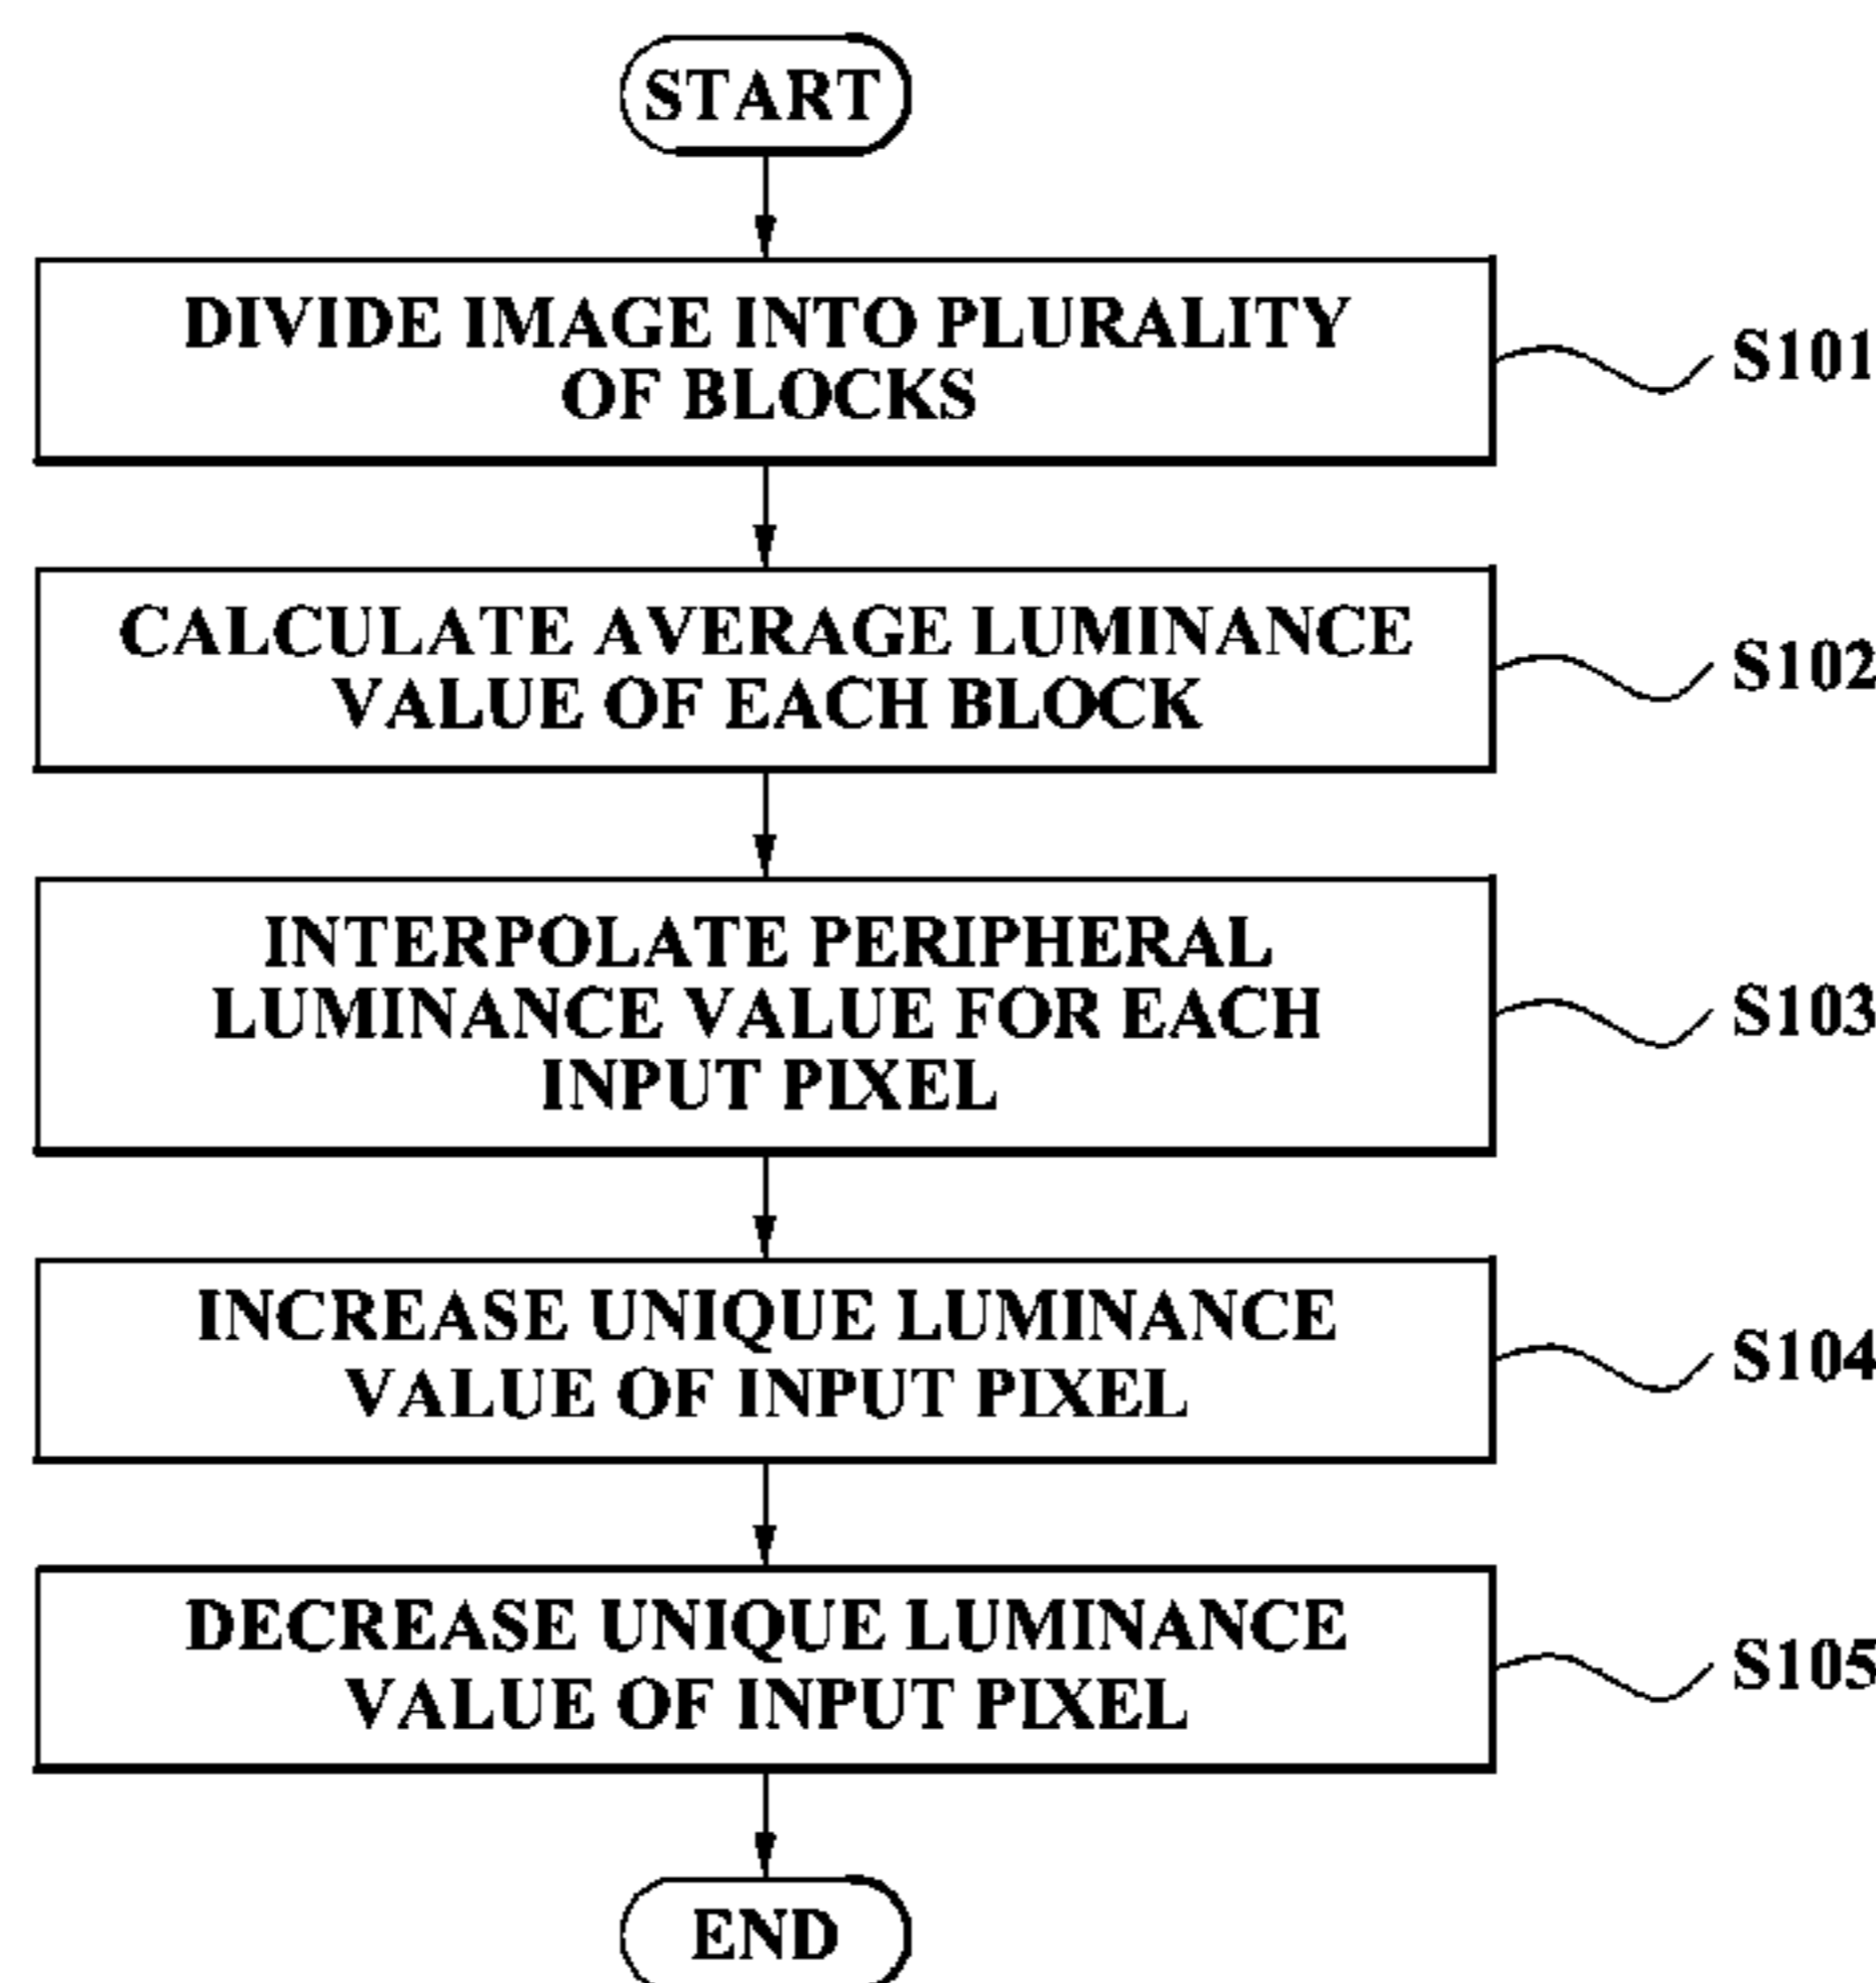 START
DIVIDE IMAGE INTO PLURALITY
OF BLOCKS
S101
CALCULATE AVERAGE LUMINANCE
VALUE OF EACH BLOCK
S102
INTERPOLATE PERIPHERAL
LUMINANCE VALUE FOR EACH
INPUT PIXEL
S103
INCREASE UNIQUE LUMINANCE
VALUE OF INPUT PIXEL
S104
DECREASE UNIQUE LUMINANCE
VALUE OF INPUT PIXEL
S105
END